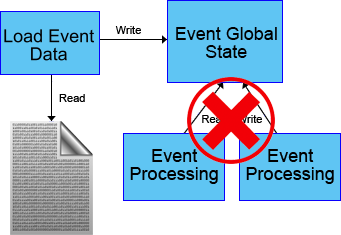 Load Event
Data
Write
Event Global
State
Read
Read
Write
Event
Processing
Event
Processing